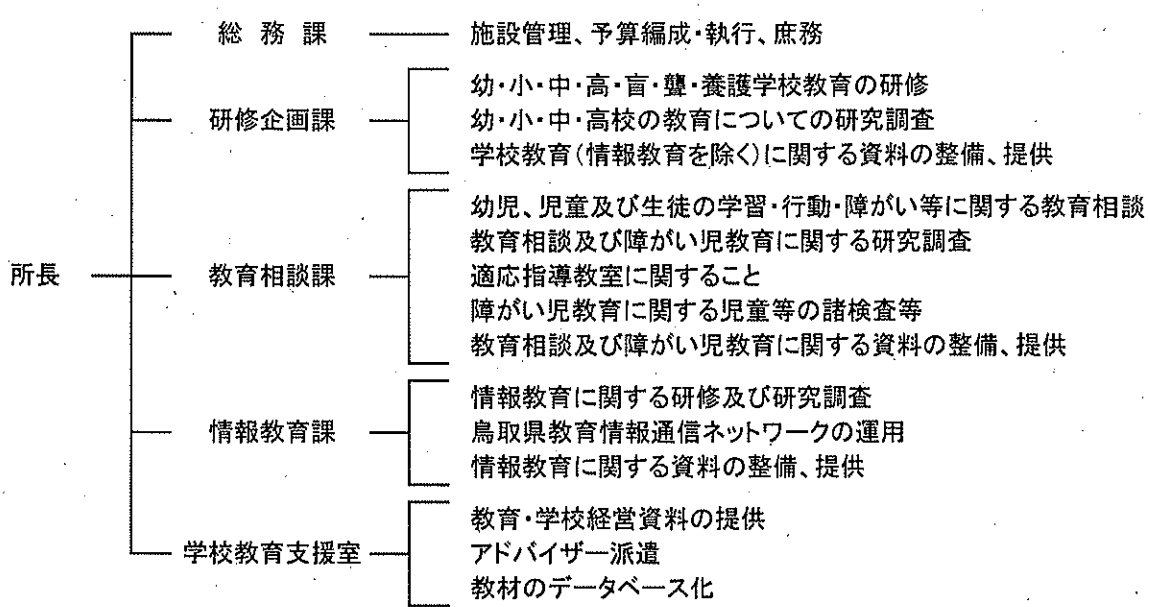 所長
総務課
施設管理、予算編成・執行、庶務
研修企画課
幼・小・中・高・盲・聾・養護学校教育の研修
幼・小・中・高校の教育についての研究調査
学校教育(情報教育を除く)に関する資料の整備、提供
教育相談課
幼児、児童及び生徒の学習・行動・障がい等に関する教育相談
教育相談及び障がい児教育に関する研究調査
適応指導教室に関すること
障がい児教育に関する児童等の諸検査等
教育相談及び障がい児教育に関する資料の整備、提供
情報教育課
情報教育に関する研修及び研究調査
鳥取県教育情報通信ネットワークの運用
情報教育に関する資料の整備、提供
学校教育支援室
教育・学校経営資料の提供
アドバイザー派遣
教材のデータベース化